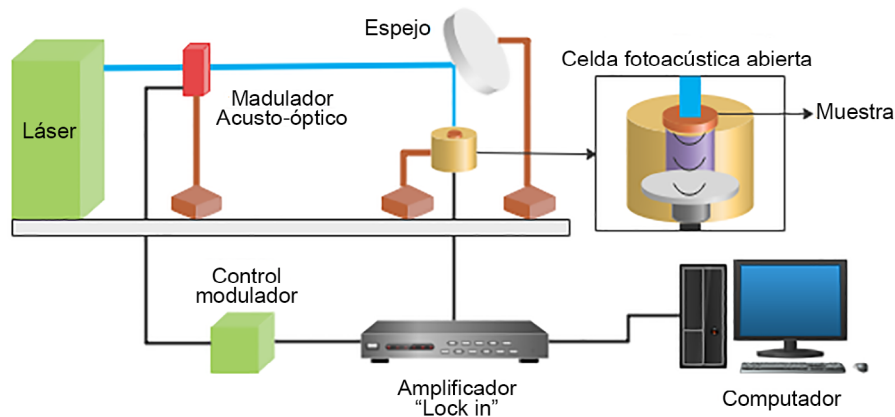 Espejo
Celda fotoacústica abierta
Madulador
Acusto-óptico
Láser
Muestra
Control
modulador
Amplificador
“Lock in”
Computador